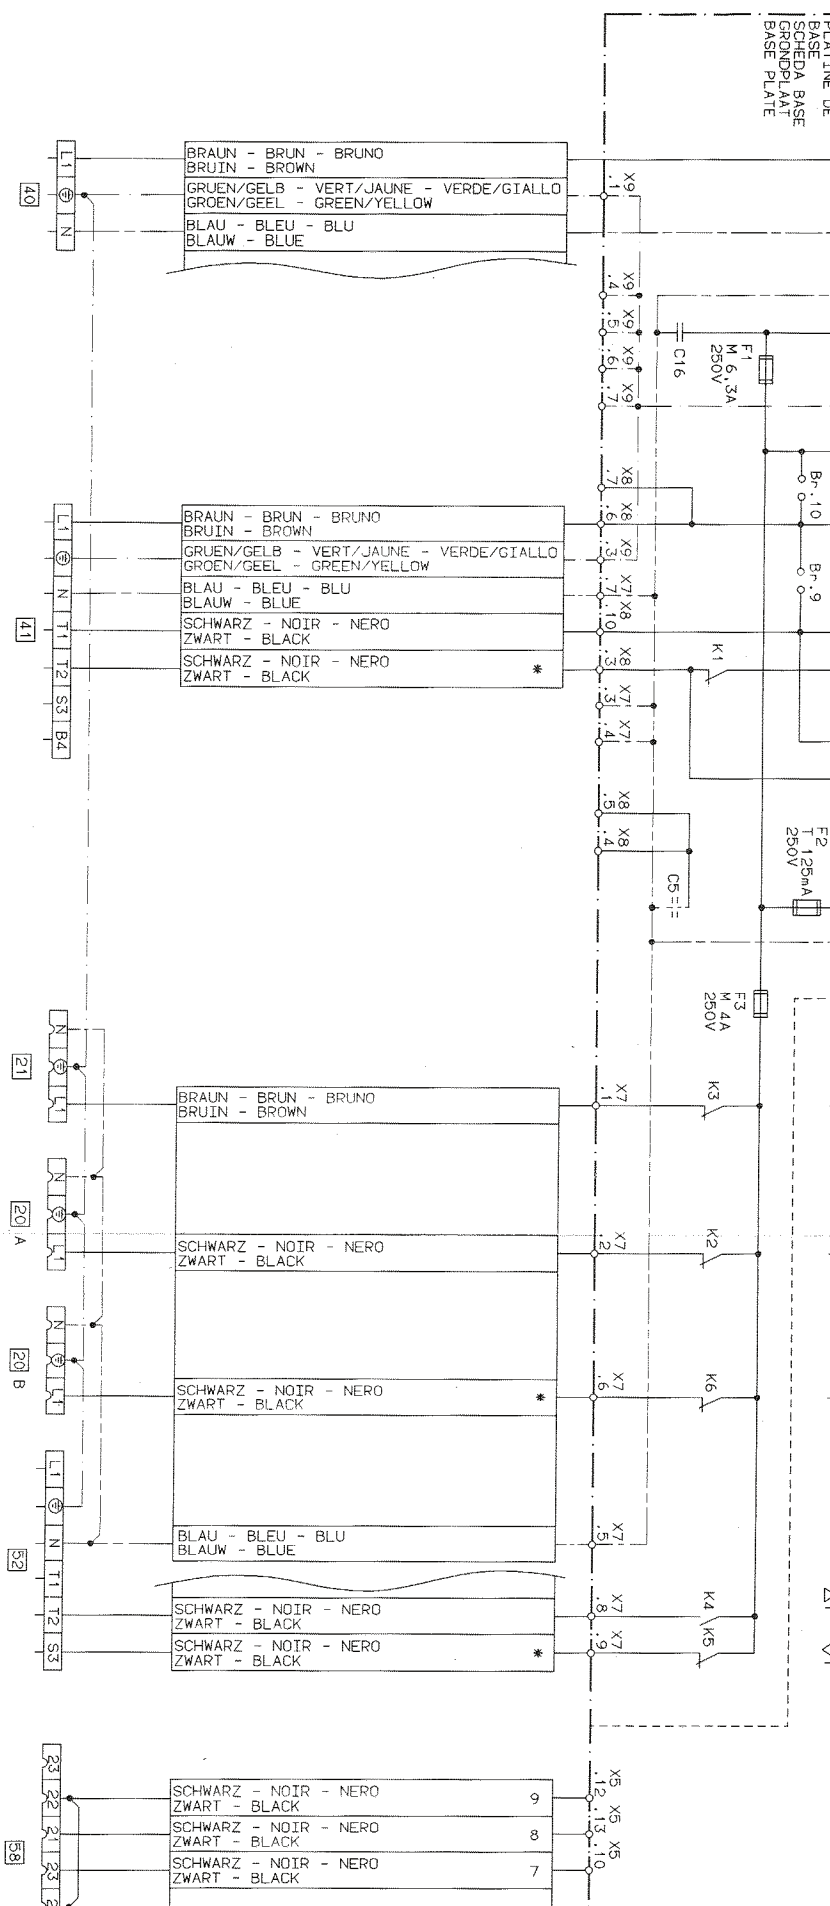 BASE
SCHEDA BASE
GRONDPLAAT
BASE PLATE
L1
N
40
BRAUN - BRUN - BRUNO
BRUIN - BROWN
GRUEN/GELB - VERT/JAUNE - VERDE/GIALLO
GROEN/GEEL - GREEN/YELLOW
BLAU - BLEU - BLU
BLAUW - BLUE
X9
.1
X9
.4
X9
.5
X9
.6
X9
.7
C16
F1
M 6,3A
250V
Br.10
Br.9
X8
.7
X8
.6
X9
.3
X7
.7
X8
.10
X8
.3
X7
.3
X7
.4
K1
L1
N
T1
T2
S3
B4
41
BRAUN - BRUN - BRUNO
BRUIN - BROWN
GRUEN/GELB - VERT/JAUNE - VERDE/GIALLO
GROEN/GEEL - GREEN/YELLOW
BLAU - BLEU - BLU
BLAUW - BLUE
SCHWARZ - NOIR - NERO
ZWART - BLACK
SCHWARZ - NOIR - NERO
ZWART - BLACK
*
X8
.5
X8
.4
C5
F2
T 125mA
250V
F3
M 4A
250V
N
L1
21
BRAUN - BRUN - BRUNO
BRUIN - BROWN
X7
.1
K3
N
L1
20 A
SCHWARZ - NOIR - NERO
ZWART - BLACK
X7
.2
K2
N
L1
20 B
SCHWARZ - NOIR - NERO
ZWART - BLACK
*
X7
.6
K6
L1
N
T1
T2
S3
52
BLAU - BLEU - BLU
BLAUW - BLUE
X7
.5
SCHWARZ - NOIR - NERO
ZWART - BLACK
X7
.8
K4
SCHWARZ - NOIR - NERO
ZWART - BLACK
*
X7
.9
K5
23
22
21
23
58
SCHWARZ - NOIR - NERO
ZWART - BLACK
9
X5
.12
SCHWARZ - NOIR - NERO
ZWART - BLACK
8
X5
.13
SCHWARZ - NOIR - NERO
ZWART - BLACK
7
X5
.10